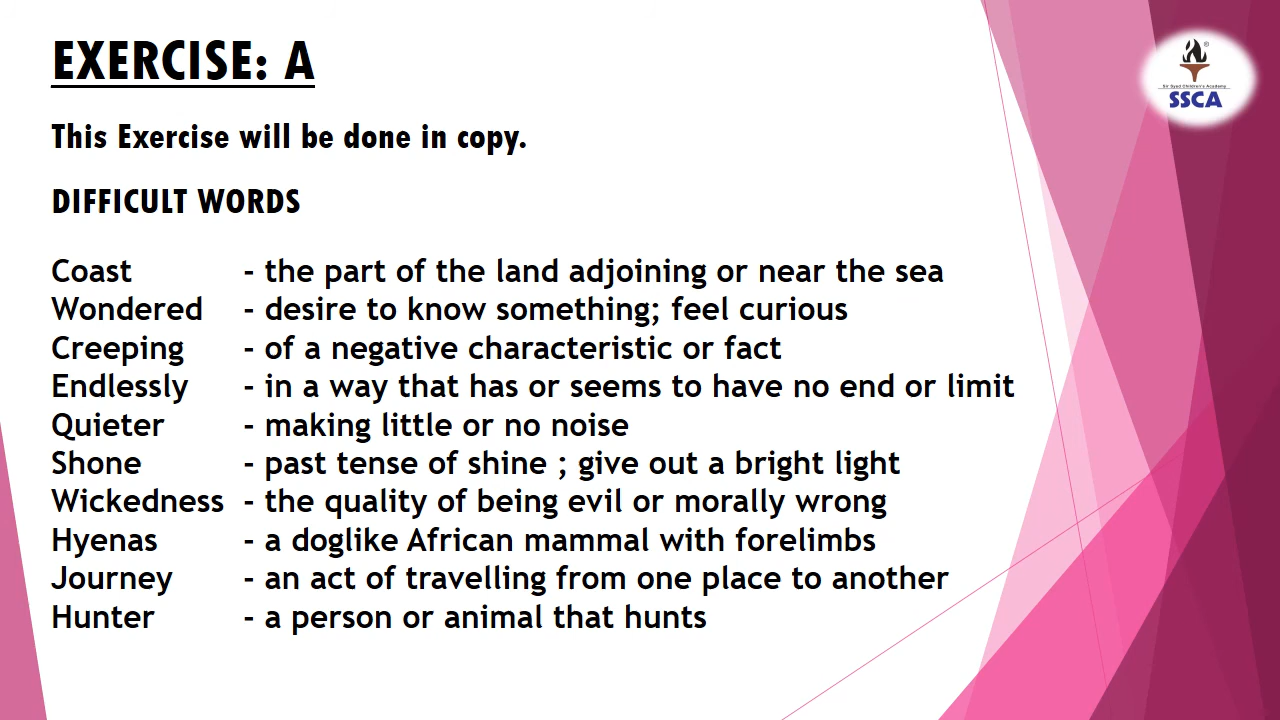 EXERCISE: A
This Exercise will be done in copy.
DIFFICULT WORDS
Coast - the part of the land adjoining or near the sea
Wondered - desire to know something; feel curious
Creeping - of a negative characteristic or fact
Endlessly - in a way that has or seems to have no end or limit
Quieter - making little or no noise
Shone - past tense of shine ; give out a bright light
Wickedness - the quality of being evil or morally wrong
Hyenas - a doglike African mammal with forelimbs
Journey - an act of travelling from one place to another
Hunter - a person or animal that hunts
®
Sir Syed Children's Academy
SSCA